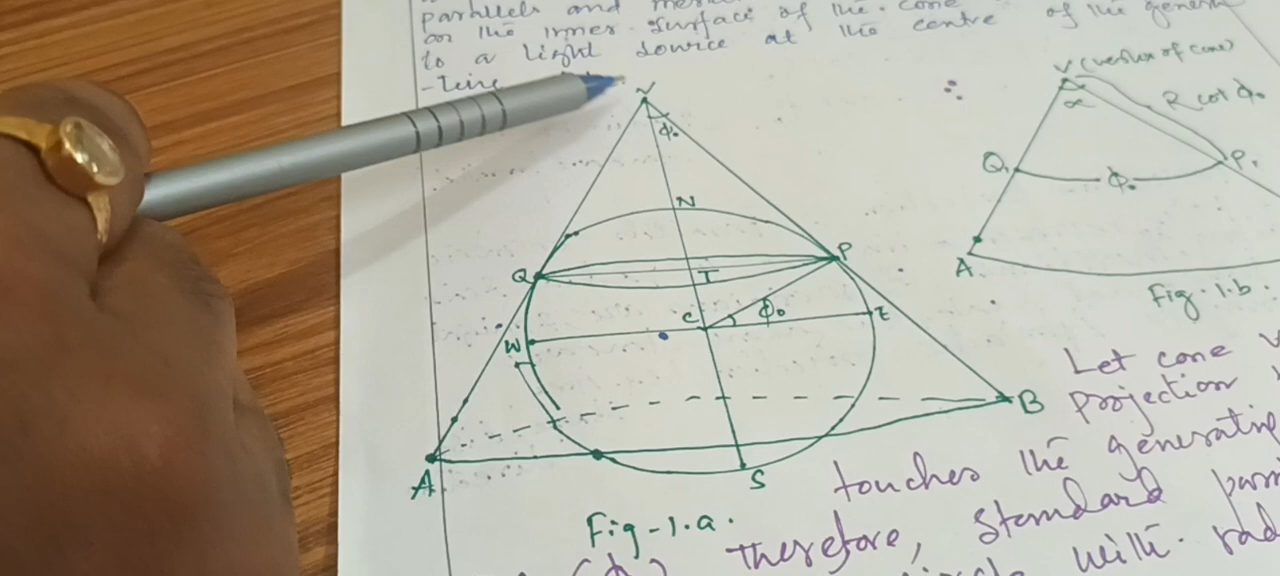 parallels and
on the inner surface of the cone
to a light source at the centre of the
V
φ₀
N
Q
P
T
C
φ₀
E
W
A
B
S
Fig-1.a.
V (vertex of cone)
α
R cot φ₀
Q₁
φ₀
P₁
A
Fig. 1.b.
Let cone
projection
touches the generating
therefore, standard
with